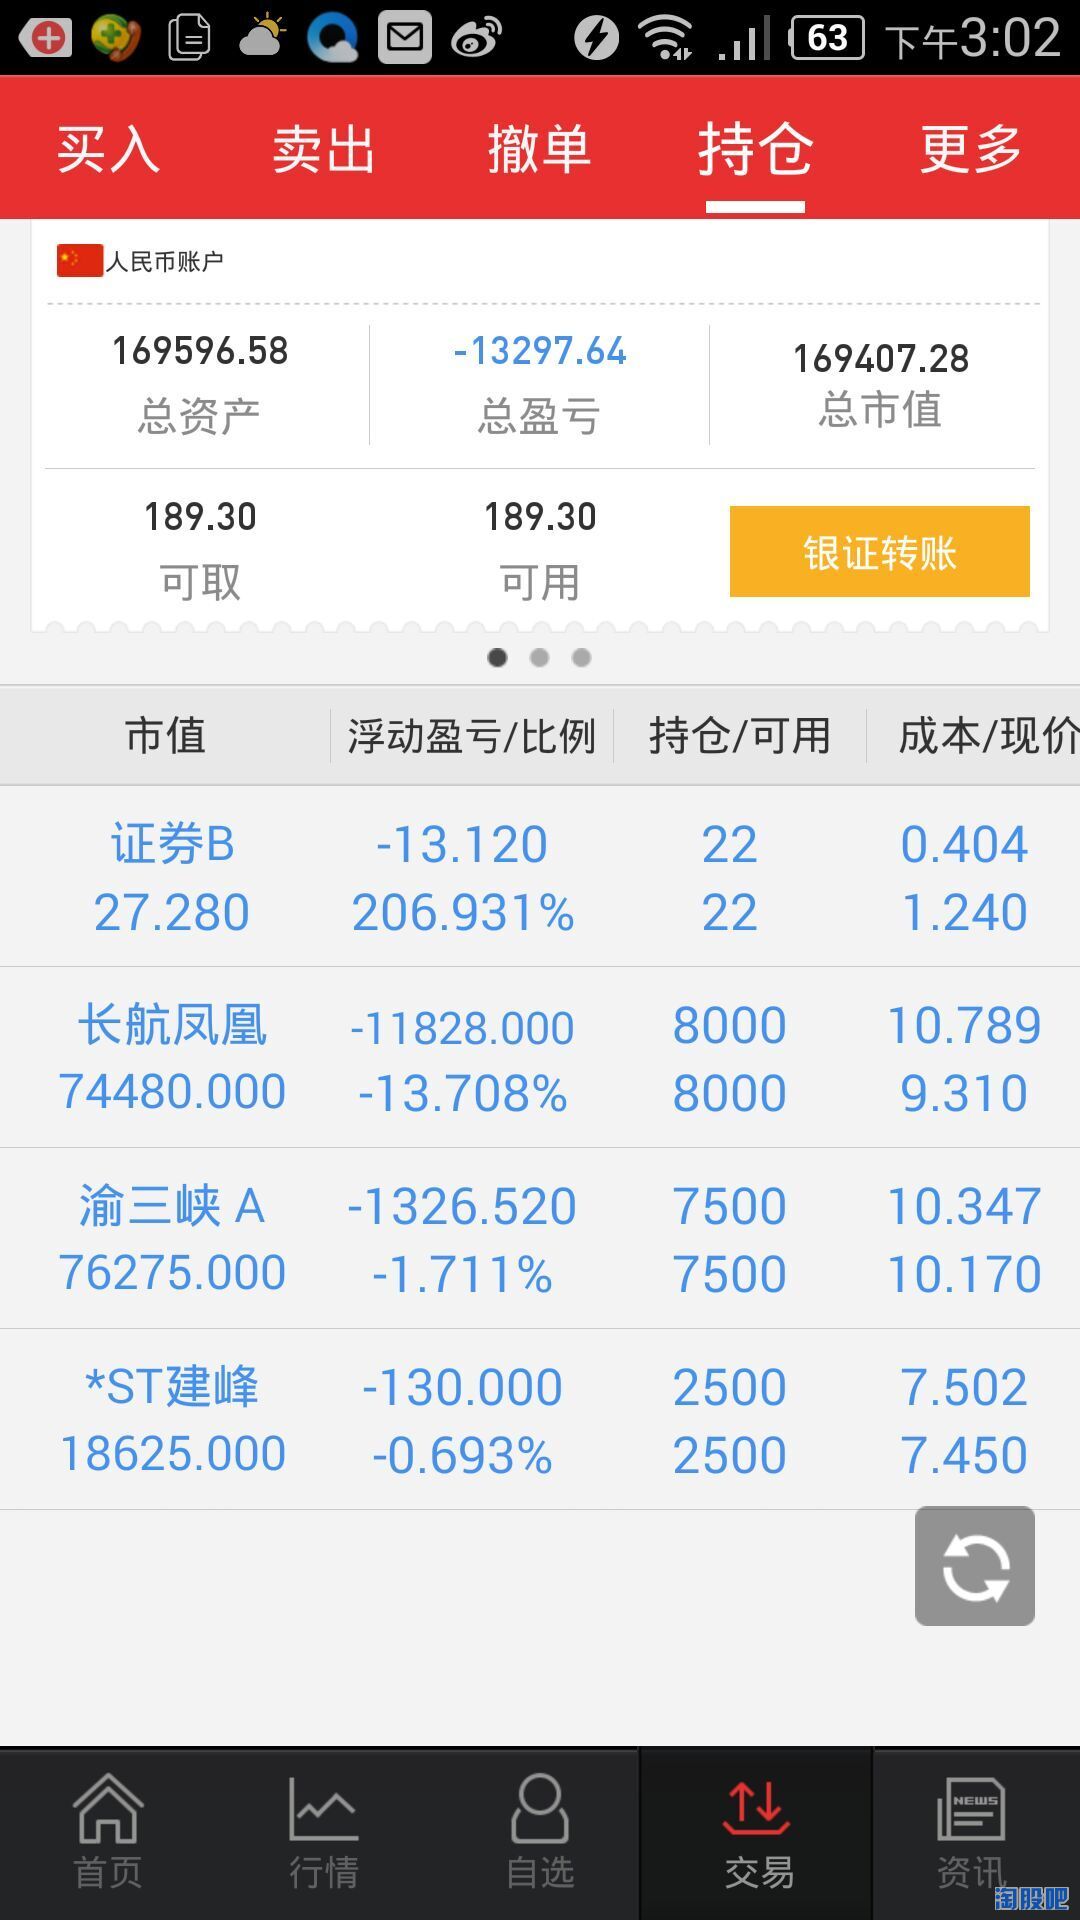 63 下午3:02
买入 卖出 撤单 持仓 更多
人民币账户
169596.58 -13297.64 169407.28
总资产 总盈亏 总市值
189.30 189.30 银证转账
可取 可用
市值 浮动盈亏/比例 持仓/可用 成本/现价
证券B -13.120 22 0.404
27.280 206.931% 22 1.240
长航凤凰 -11828.000 8000 10.789
74480.000 -13.708% 8000 9.310
渝三峡 A -1326.520 7500 10.347
76275.000 -1.711% 7500 10.170
*ST建峰 -130.000 2500 7.502
18625.000 -0.693% 2500 7.450
NEWS
首页 行情 自选 交易 资讯
淘股吧